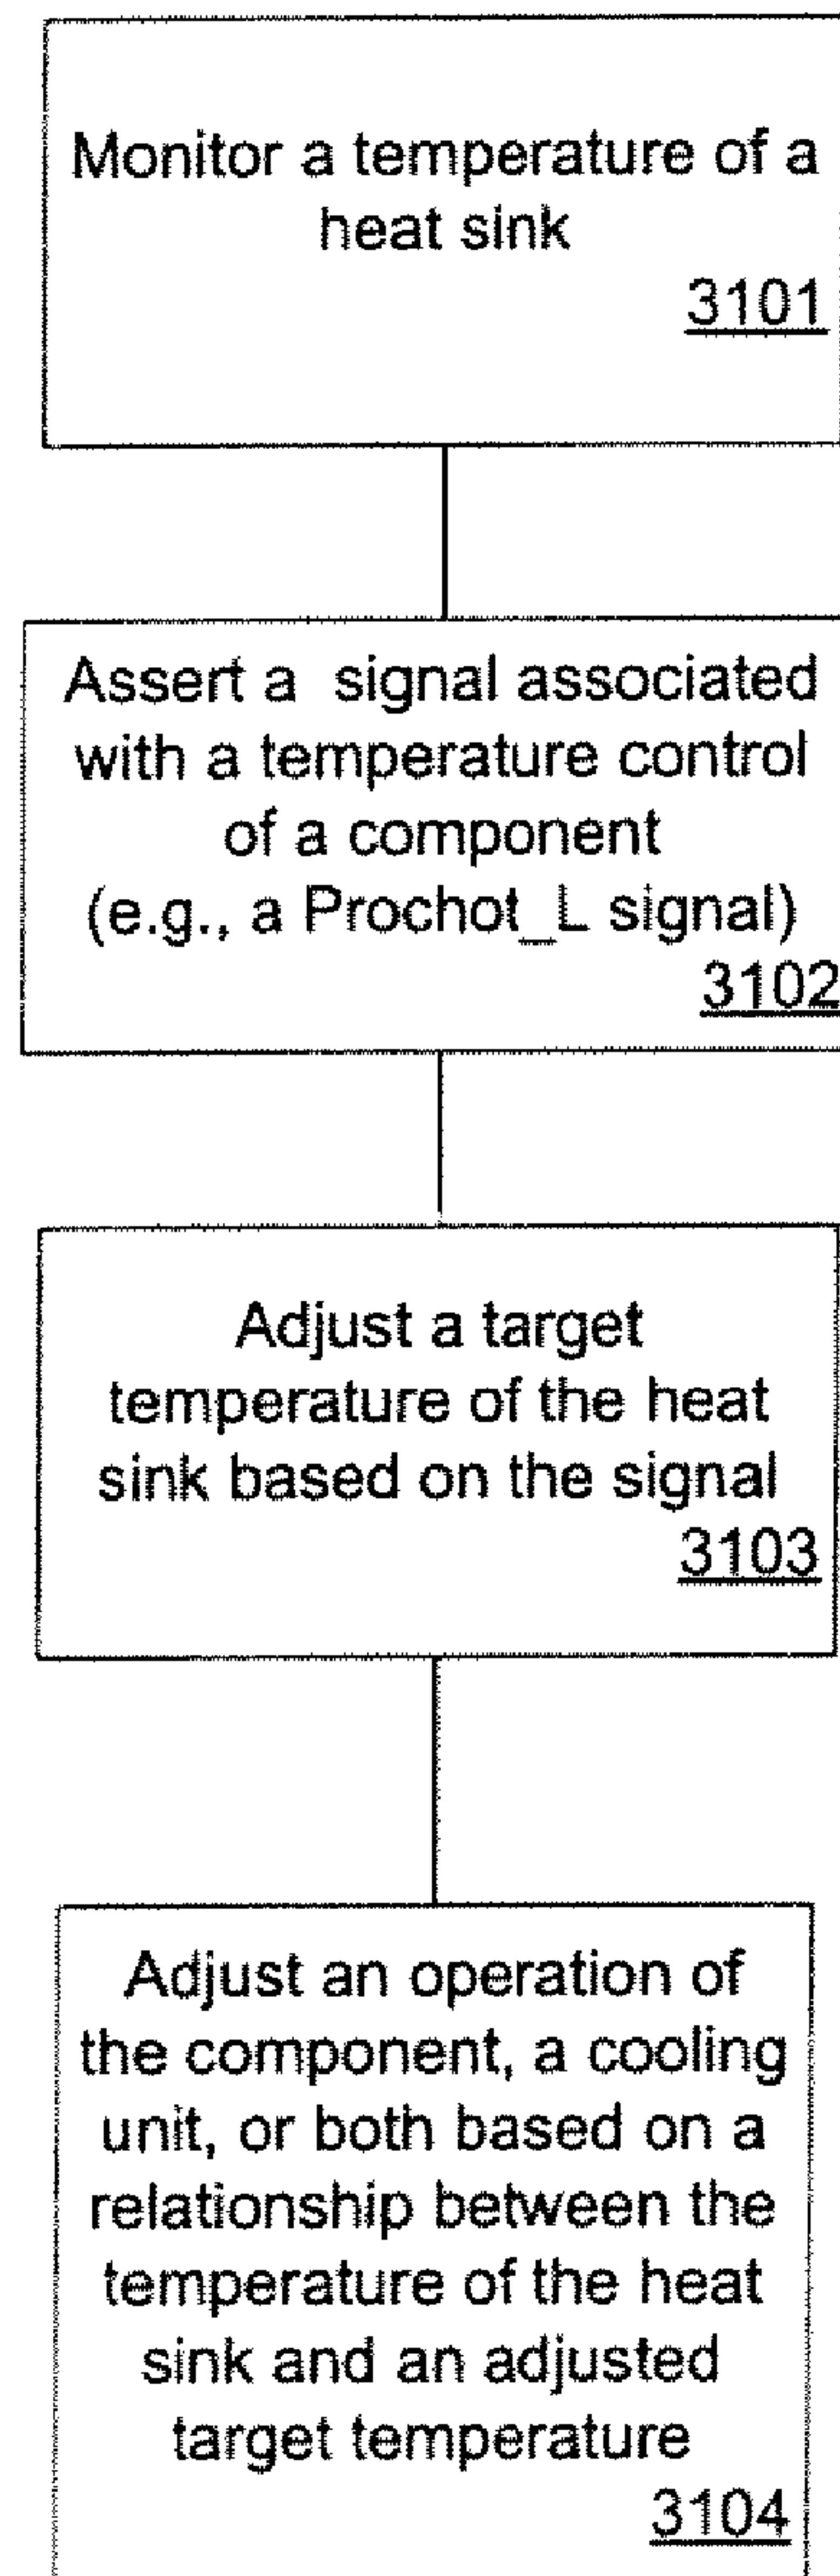 Monitor a temperature of a
heat sink
3101
Assert a signal associated
with a temperature control
of a component
(e.g., a Prochot_L signal)
3102
Adjust a target
temperature of the heat
sink based on the signal
3103
Adjust an operation of
the component, a cooling
unit, or both based on a
relationship between the
temperature of the heat
sink and an adjusted
target temperature
3104